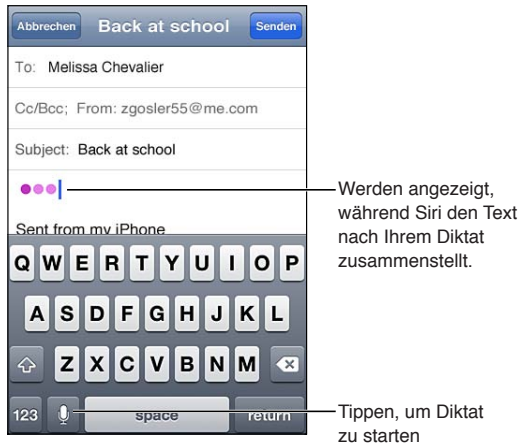 Abbrechen Back at school Senden
To: Melissa Chevalier
Cc/Bcc; From: zgosler55@me.com
Subject: Back at school
Sent from my iPhone
Q W E R T Y U I O P
A S D F G H J K L
Z X C V B N M
123 space return
Werden angezeigt,
während Siri den Text
nach Ihrem Diktat
zusammenstellt.
Tippen, um Diktat
zu starten